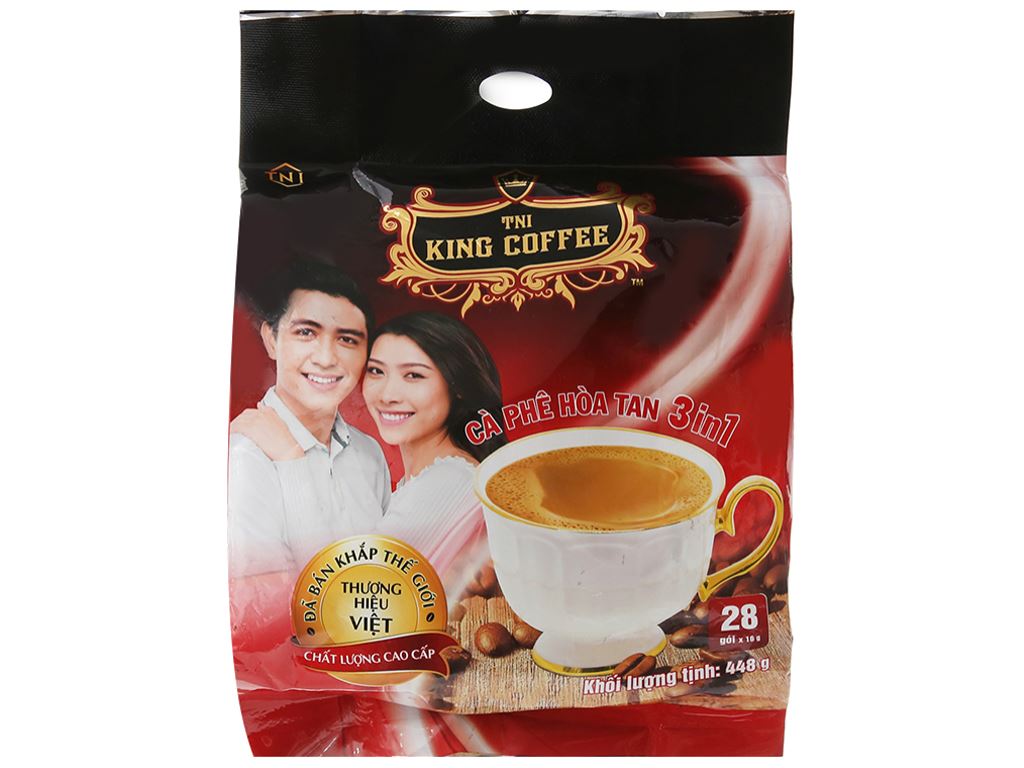 TNI
TNI
KING COFFEE
TM
CÀ PHÊ HÒA TAN 3in1
ĐÃ BÁN KHẮP THẾ GIỚI
THƯƠNG
HIỆU
VIỆT
CHẤT LƯỢNG CAO CẤP
28
gói x 16 g
Khối lượng tịnh: 448 g